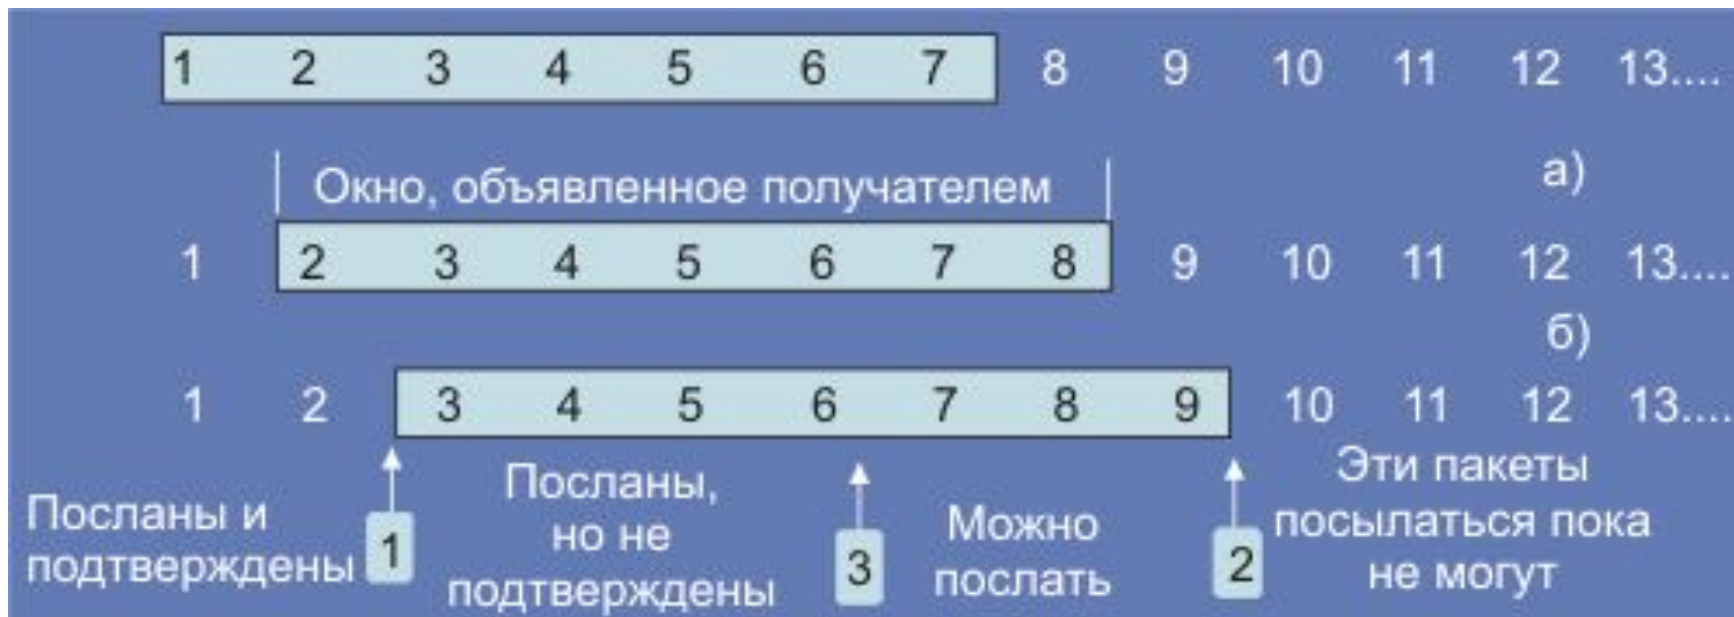 1 2 3 4 5 6 7 8 9 10 11 12 13....
Окно, объявленное получателем
а)
1 2 3 4 5 6 7 8 9 10 11 12 13....
б)
1 2 3 4 5 6 7 8 9 10 11 12 13....
Посланы и
подтверждены
1
Посланы,
но не
подтверждены
3
Можно
послать
2
Эти пакеты
посылаться пока
не могут